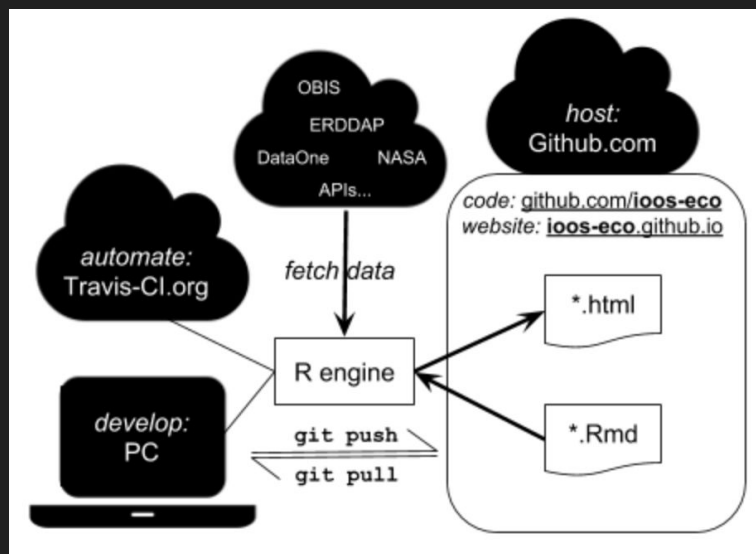 OBIS
ERDDAP
DataOne NASA
APIs...
host:
Github.com
code: github.com/ioos-eco
website: ioos-eco.github.io
automate:
Travis-CI.org
fetch data
*.html
R engine
develop:
PC
git push
git pull
*.Rmd